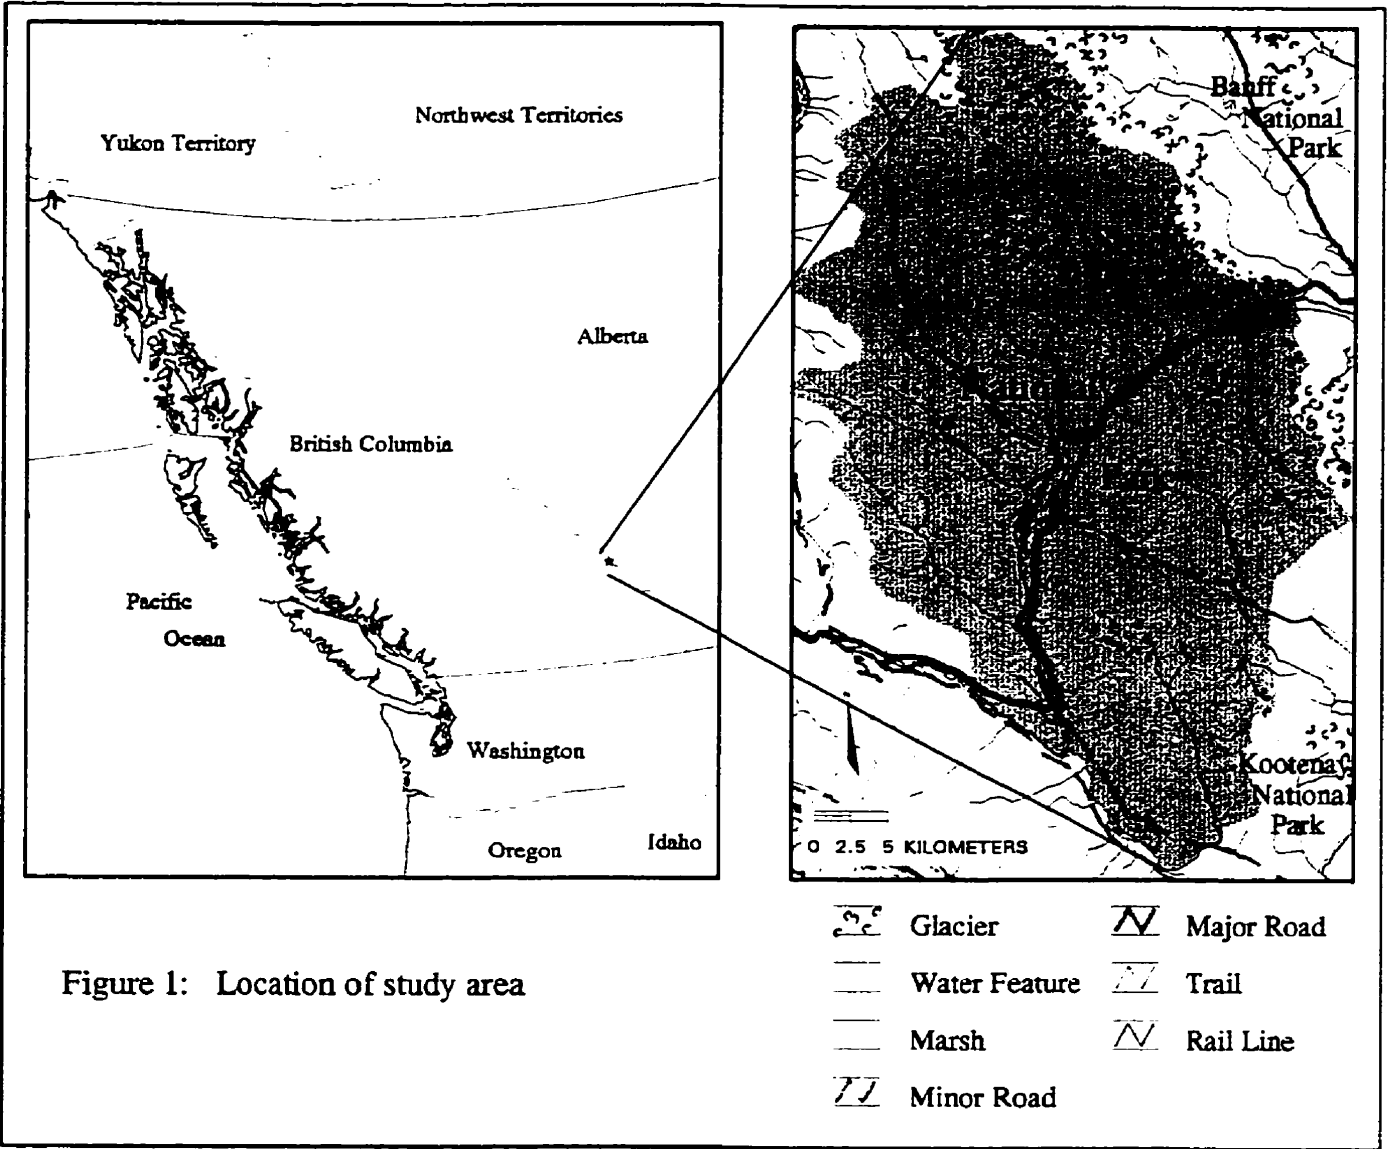 Yukon Territory
Northwest Territories
Alberta
British Columbia
Pacific
Ocean
Washington
Oregon
Idaho
Banff
National
Park
Kootenay
National
Park
0 2.5 5 KILOMETERS
Figure 1: Location of study area
Glacier
Water Feature
Marsh
Minor Road
Major Road
Trail
Rail Line